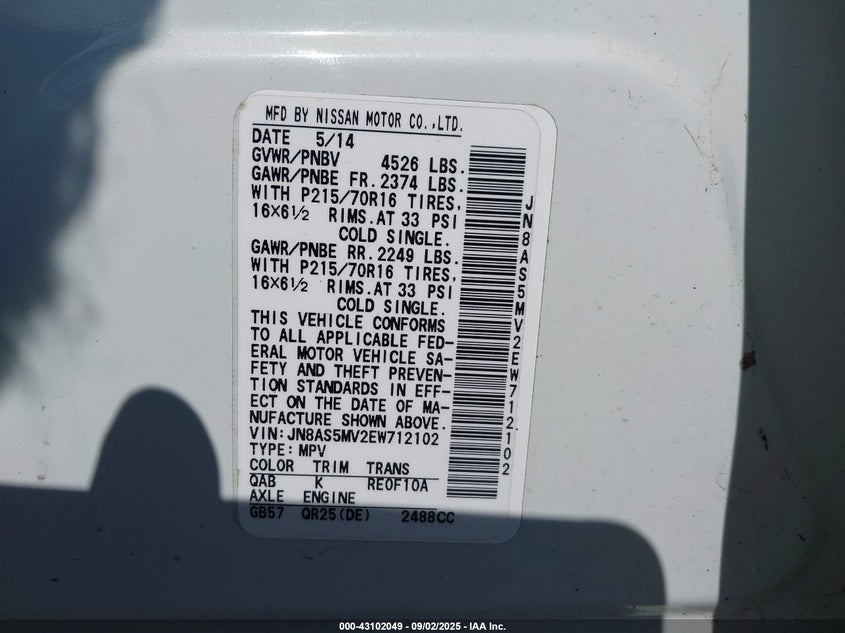 MFD BY NISSAN MOTOR CO.,LTD.
DATE 5/14
GVWR/PNBV 4526 LBS.
GAWR/PNBE FR. 2374 LBS.
WITH P215/70R16 TIRES,
16×6½ RIMS.AT 33 PSI
COLD SINGLE.
GAWR/PNBE RR. 2249 LBS.
WITH P215/70R16 TIRES,
16×6½ RIMS.AT 33 PSI
COLD SINGLE.
THIS VEHICLE CONFORMS
TO ALL APPLICABLE FED-
ERAL MOTOR VEHICLE SA-
FETY AND THEFT PREVEN-
TION STANDARDS IN EFF-
ECT ON THE DATE OF MA-
NUFACTURE SHOWN ABOVE.
VIN:JN8AS5MV2EW712102
TYPE:MPV
COLOR TRIM TRANS
QAB K RE0F10A
AXLE ENGINE
GB57 QR25(DE) 2488CC
JN8AS5MV2EW712102
000-43102049 - 09/02/2025 - IAA Inc.